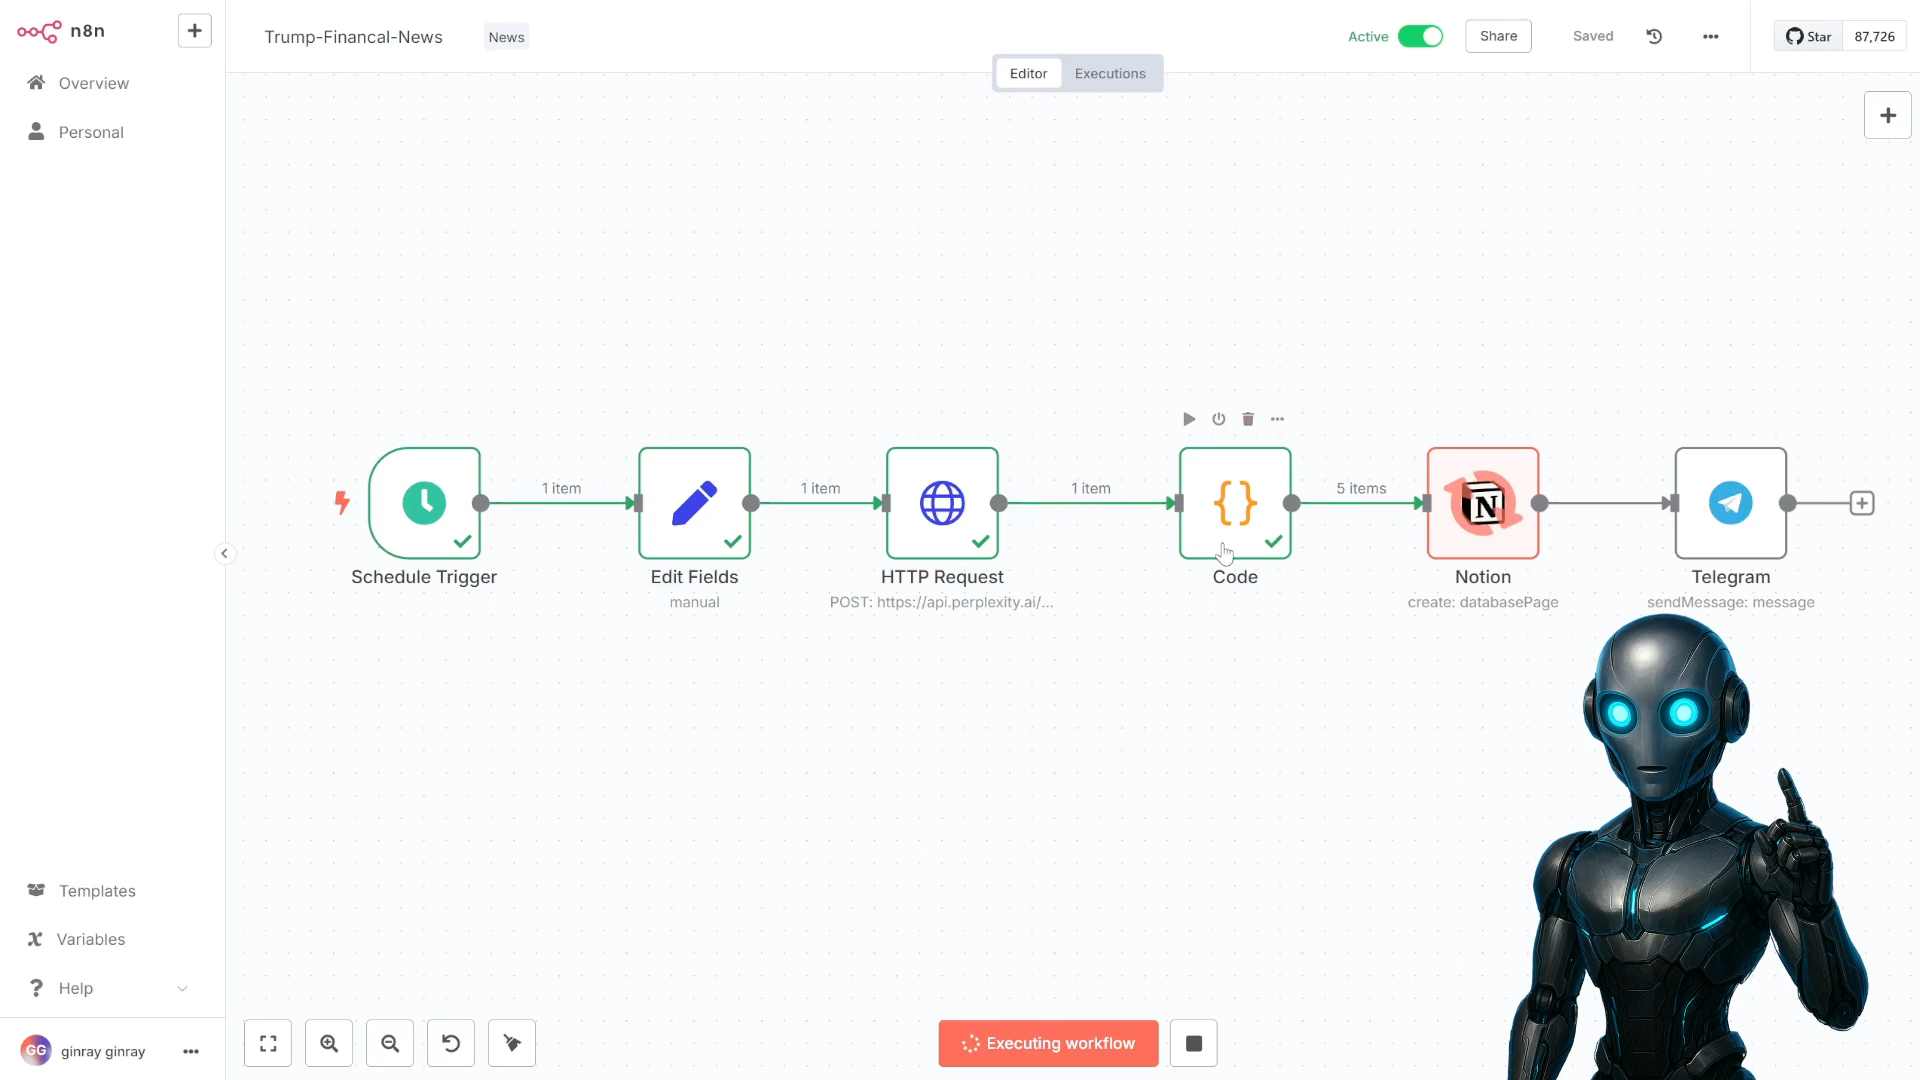 n8n
Trump-Financal-News
News
Active
Share
Saved
Star
87,726
Editor
Executions
Overview
Personal
1 item
1 item
1 item
5 items
N
Schedule Trigger
Edit Fields
HTTP Request
Code
Notion
Telegram
manual
POST: https://api.perplexity.ai/...
create: databasePage
sendMessage: message
Templates
Variables
Help
GG
ginray ginray
Executing workflow